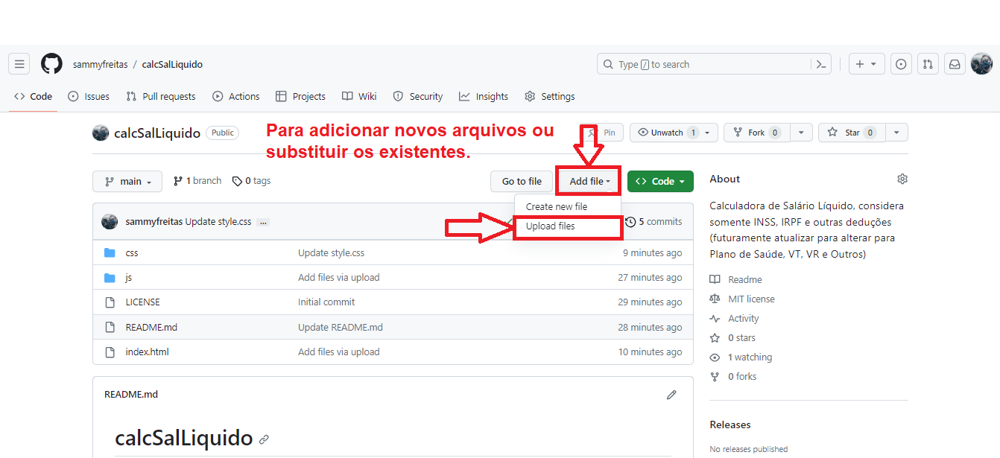 sammyfreitas / calcSalLiquido
Type / to search
Code Issues Pull requests Actions Projects Wiki Security Insights Settings
calcSalLiquido Public
Para adicionar novos arquivos ou
substituir os existentes.
Pin Unwatch 1 Fork 0 Star 0
main 1 branch 0 tags Go to file Add file Code
Create new file
Upload files
sammyfreitas Update style.css ... 5 commits
css Update style.css 9 minutes ago
js Add files via upload 27 minutes ago
LICENSE Initial commit 29 minutes ago
README.md Update README.md 28 minutes ago
index.html Add files via upload 10 minutes ago
README.md
calcSalLiquido
About
Calculadora de Salário Líquido, considera
somente INSS, IRPF e outras deduções
(futuramente atualizar para alterar para
Plano de Saúde, VT, VR e Outros)
Readme
MIT license
Activity
0 stars
1 watching
0 forks
Releases
No releases published